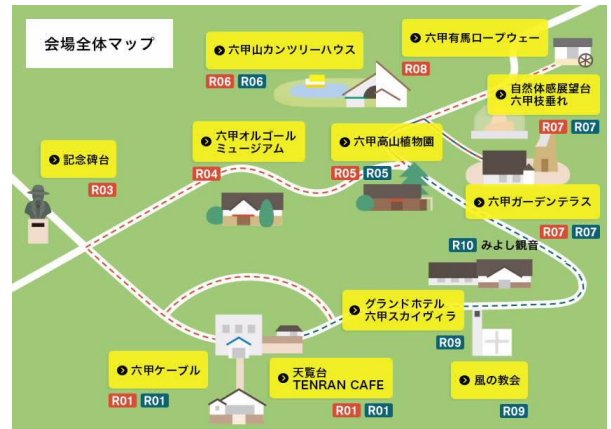 会場全体マップ
六甲山カンツリーハウス
R06 R06
六甲有馬ロープウェー
R08
自然体感展望台
六甲枝垂れ
R07 R07
六甲オルゴール
ミュージアム
R04
六甲高山植物園
R05 R05
記念碑台
R03
六甲ガーデンテラス
R07 R07
R10 みよし観音
グランドホテル
六甲スカイヴィラ
R09
六甲ケーブル
R01 R01
天覧台
TENRAN CAFE
R01 R01
風の教会
R09